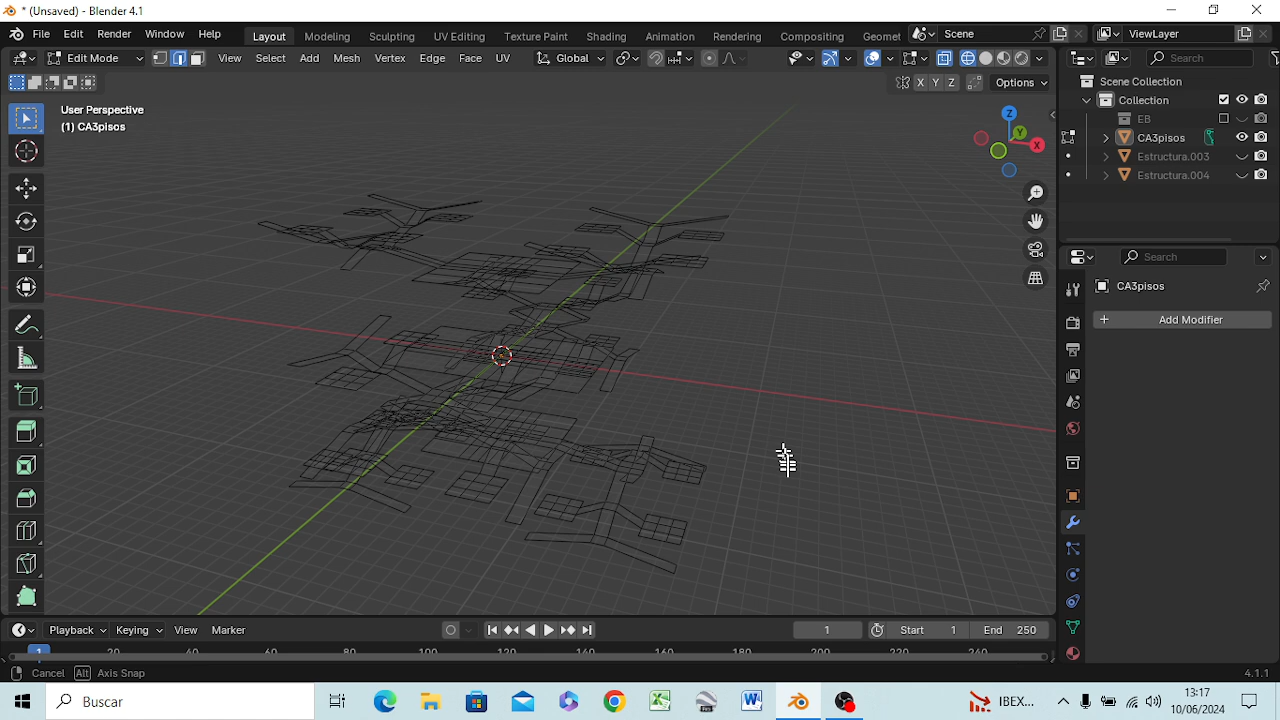 * (Unsaved) - Blender 4.1
File Edit Render Window Help Layout Modeling Sculpting UV Editing Texture Paint Shading Animation Rendering Compositing Geomet Scene ViewLayer
Edit Mode View Select Add Mesh Vertex Edge Face UV Global Search
X Y Z Options
Scene Collection
Collection
EB
CA3pisos
Estructura.003
Estructura.004
User Perspective
(1) CA3pisos
Z
Y
X
Search
CA3pisos
+ Add Modifier
Playback Keying View Marker 1 Start 1 End 250
1 20 40 60 80 100 120 140 160 180 200 220 240
Cancel Alt Axis Snap 4.1.1
Buscar IBEX... 13:17
10/06/2024